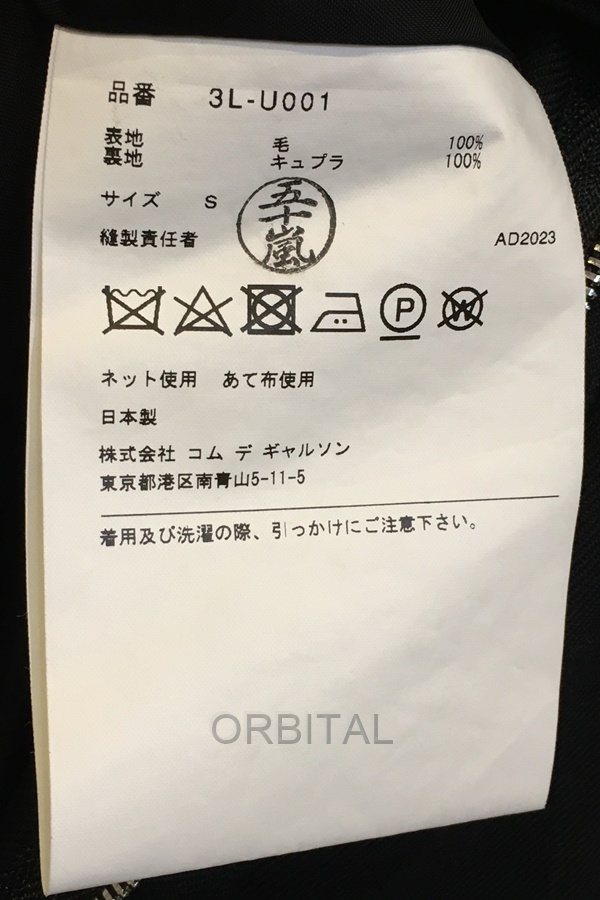 品番 3L-U001
表地 毛 100%
裏地 キュプラ 100%
サイズ S
五十嵐
縫製責任者 AD2023
P W
ネット使用 あて布使用
日本製
株式会社 コム デ ギャルソン
東京都港区南青山5-11-5
着用及び洗濯の際、引っかけにご注意下さい。
ORBITAL